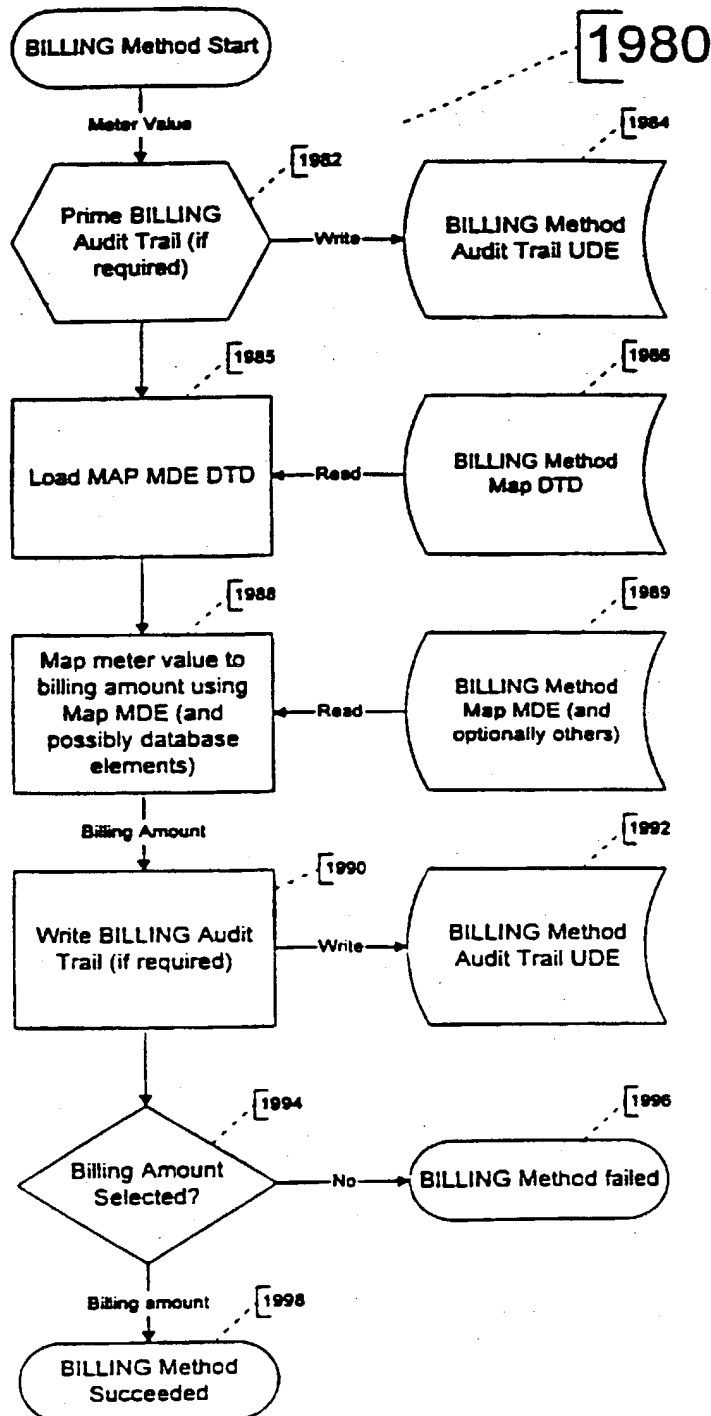 BILLING Method Start
1980
Meter Value
1982
1984
Prime BILLING
Audit Trail (if
required)
Write
BILLING Method
Audit Trail UDE
1985
1986
Load MAP MDE DTD
Read
BILLING Method
Map DTD
1988
1989
Map meter value to
billing amount using
Map MDE (and
possibly database
elements)
Read
BILLING Method
Map MDE (and
optionally others)
Billing Amount
1990
1992
Write BILLING Audit
Trail (if required)
Write
BILLING Method
Audit Trail UDE
1994
1996
Billing Amount
Selected?
No
BILLING Method failed
Billing amount
1998
BILLING Method
Succeeded